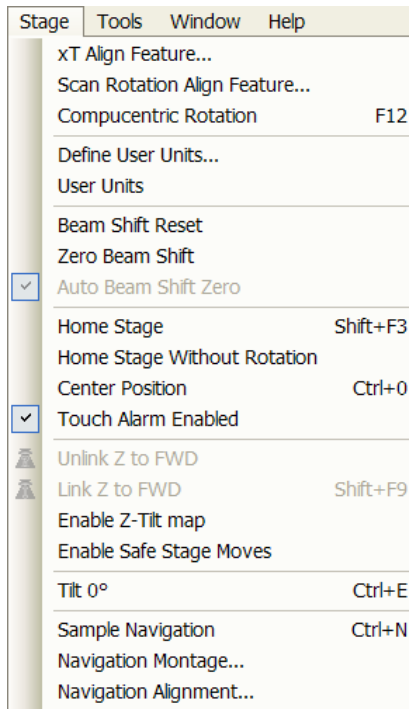 Stage Tools Window Help
xT Align Feature...
Scan Rotation Align Feature...
Compucentric Rotation F12
Define User Units...
User Units
Beam Shift Reset
Zero Beam Shift
Auto Beam Shift Zero
Home Stage Shift+F3
Home Stage Without Rotation
Center Position Ctrl+0
Touch Alarm Enabled
Unlink Z to FWD
Link Z to FWD Shift+F9
Enable Z-Tilt map
Enable Safe Stage Moves
Tilt 0° Ctrl+E
Sample Navigation Ctrl+N
Navigation Montage...
Navigation Alignment...